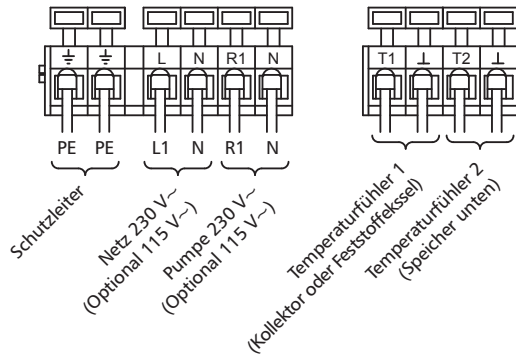 ⏚ ⏚ L N R1 N T1 ⊥ T2 ⊥
PE PE L1 N R1 N
Schutzleiter
Netz 230 V~
(Optional 115 V~)
Pumpe 230 V~
(Optional 115 V~)
Temperaturfühler 1
(Kollektor oder Feststoffekssel)
Temperaturfühler 2
(Speicher unten)